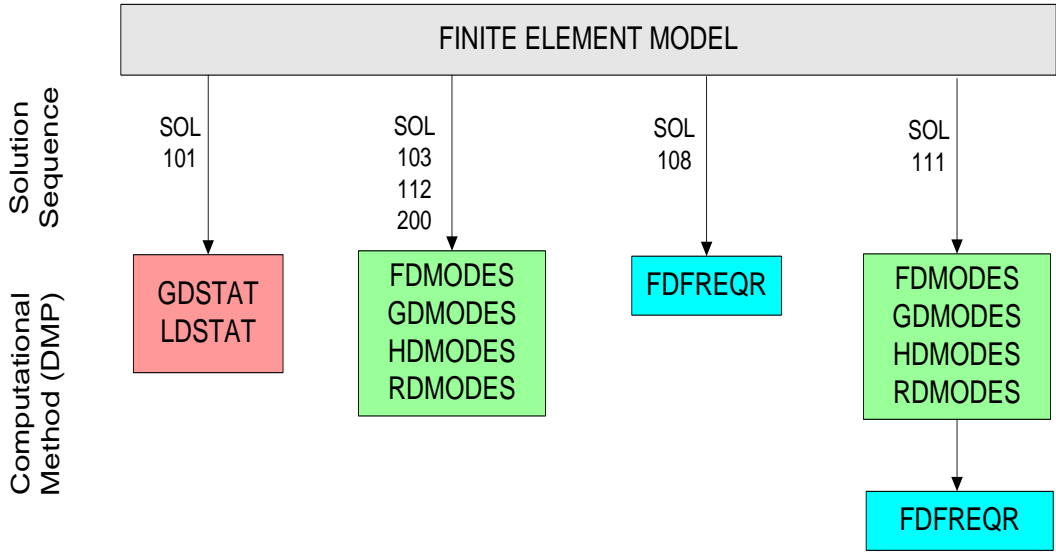 FINITE ELEMENT MODEL
Solution
Sequence
SOL
101
SOL
103
112
200
SOL
108
SOL
111
Computational
Method (DMP)
GDSTAT
LDSTAT
FDMODES
GDMODES
HDMODES
RDMODES
FDFREQR
FDMODES
GDMODES
HDMODES
RDMODES
FDFREQR